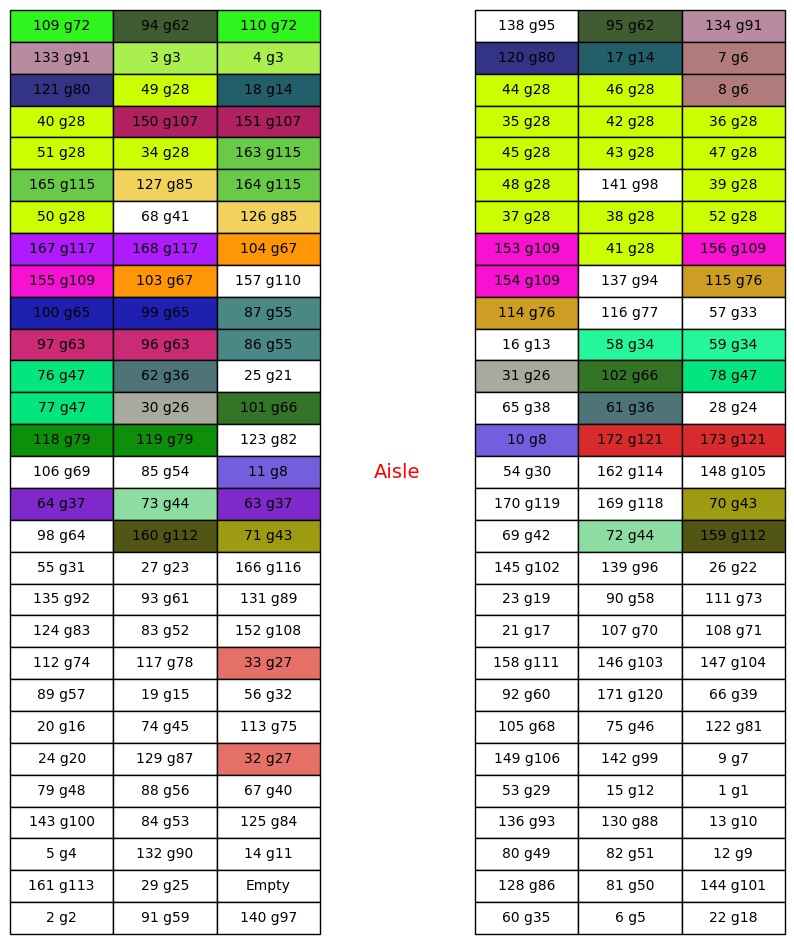 109 g72 94 g62 110 g72 138 g95 95 g62 134 g91
133 g91 3 g3 4 g3 120 g80 17 g14 7 g6
121 g80 49 g28 18 g14 44 g28 46 g28 8 g6
40 g28 150 g107 151 g107 35 g28 42 g28 36 g28
51 g28 34 g28 163 g115 45 g28 43 g28 47 g28
165 g115 127 g85 164 g115 48 g28 141 g98 39 g28
50 g28 68 g41 126 g85 37 g28 38 g28 52 g28
167 g117 168 g117 104 g67 153 g109 41 g28 156 g109
155 g109 103 g67 157 g110 154 g109 137 g94 115 g76
100 g65 99 g65 87 g55 114 g76 116 g77 57 g33
97 g63 96 g63 86 g55 16 g13 58 g34 59 g34
76 g47 62 g36 25 g21 31 g26 102 g66 78 g47
77 g47 30 g26 101 g66 65 g38 61 g36 28 g24
118 g79 119 g79 123 g82 10 g8 172 g121 173 g121
106 g69 85 g54 11 g8 Aisle 54 g30 162 g114 148 g105
64 g37 73 g44 63 g37 170 g119 169 g118 70 g43
98 g64 160 g112 71 g43 69 g42 72 g44 159 g112
55 g31 27 g23 166 g116 145 g102 139 g96 26 g22
135 g92 93 g61 131 g89 23 g19 90 g58 111 g73
124 g83 83 g52 152 g108 21 g17 107 g70 108 g71
112 g74 117 g78 33 g27 158 g111 146 g103 147 g104
89 g57 19 g15 56 g32 92 g60 171 g120 66 g39
20 g16 74 g45 113 g75 105 g68 75 g46 122 g81
24 g20 129 g87 32 g27 149 g106 142 g99 9 g7
79 g48 88 g56 67 g40 53 g29 15 g12 1 g1
143 g100 84 g53 125 g84 136 g93 130 g88 13 g10
5 g4 132 g90 14 g11 80 g49 82 g51 12 g9
161 g113 29 g25 Empty 128 g86 81 g50 144 g101
2 g2 91 g59 140 g97 60 g35 6 g5 22 g18